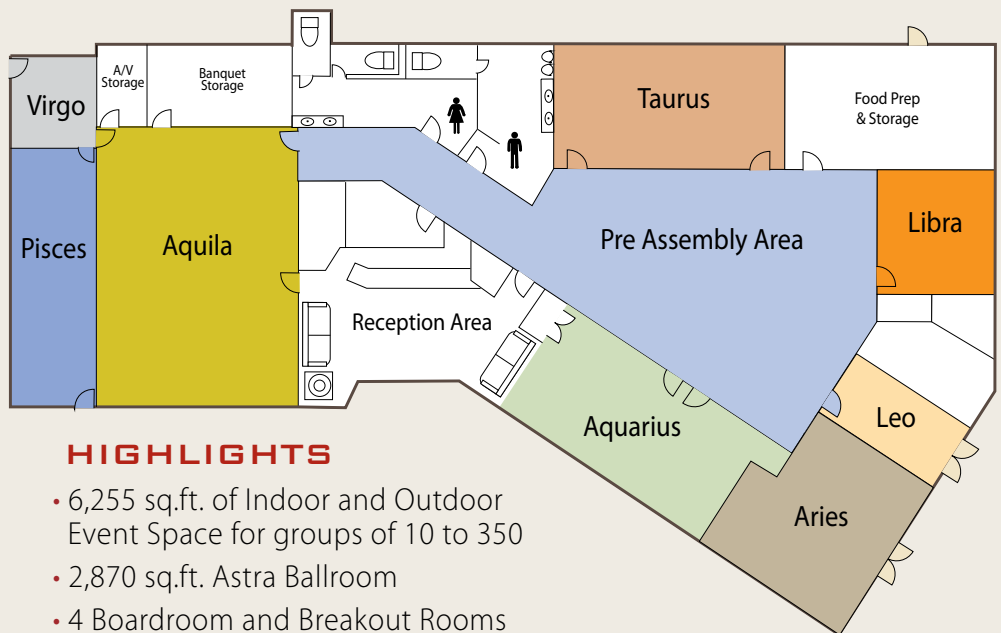 Virgo
A/V
Storage
Banquet
Storage
Taurus
Food Prep
& Storage
Pisces
Aquila
Pre Assembly Area
Libra
Reception Area
Aquarius
Leo
Aries
HIGHLIGHTS
• 6,255 sq.ft. of Indoor and Outdoor
Event Space for groups of 10 to 350
• 2,870 sq.ft. Astra Ballroom
• 4 Boardroom and Breakout Rooms